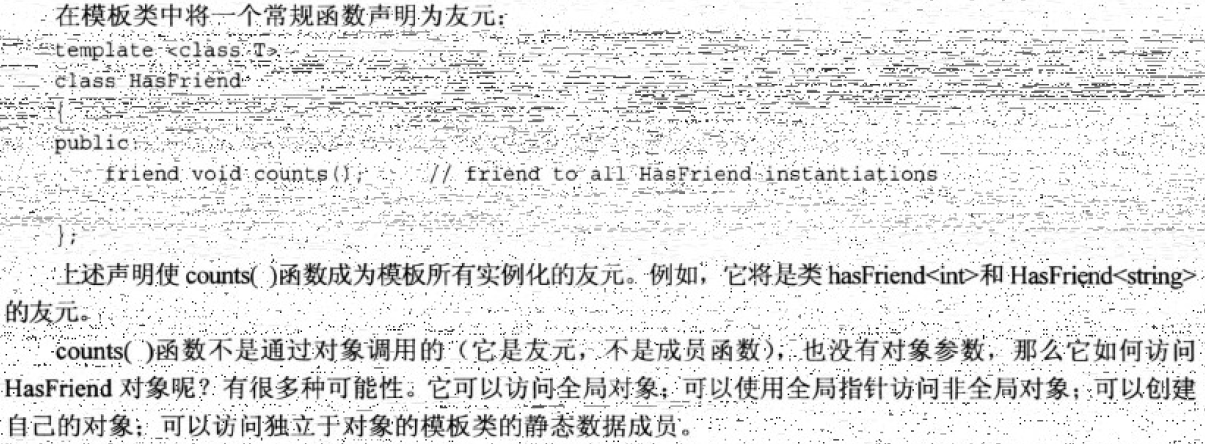 在模板类中将一个常规函数声明为友元：
template <class T>
class HasFriend
{
public:
friend void counts(); // friend to all HasFriend instantiations
};
上述声明使 counts( )函数成为模板所有实例化的友元。例如，它将是类 hasFriend<int>和 HasFriend<string>
的友元。
counts( )函数不是通过对象调用的（它是友元，不是成员函数），也没有对象参数，那么它如何访问
HasFriend 对象呢？有很多种可能性。它可以访问全局对象；可以使用全局指针访问非全局对象；可以创建
自己的对象；可以访问独立于对象的模板类的静态数据成员。